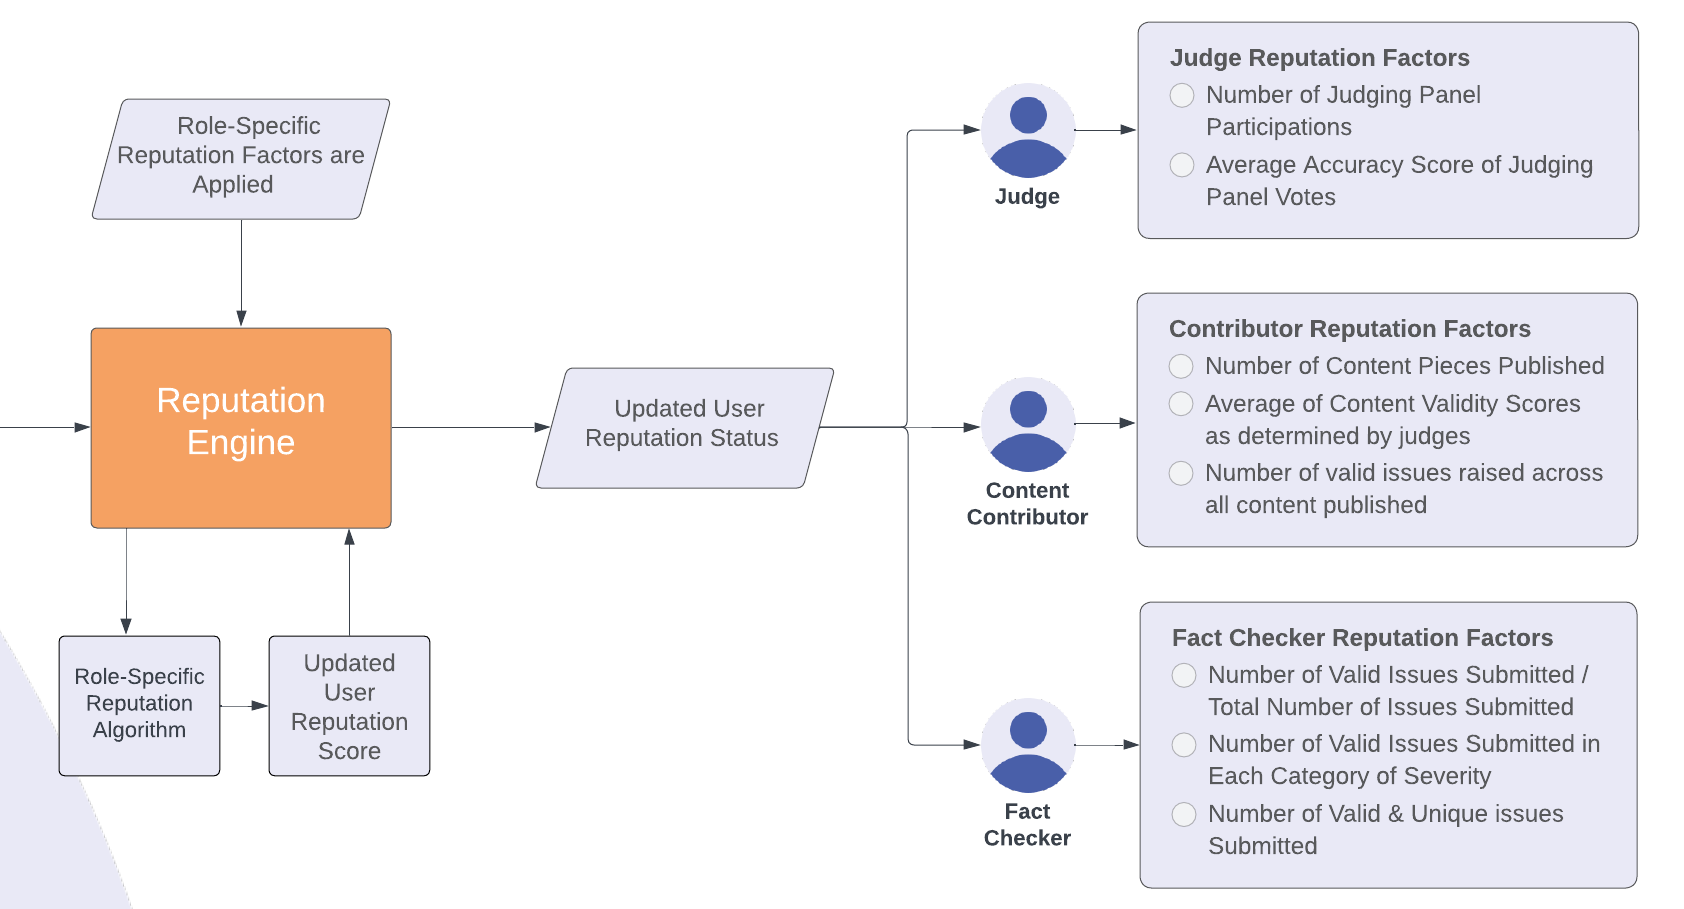 Role-Specific
Reputation Factors are
Applied
Reputation
Engine
Role-Specific
Reputation
Algorithm
Updated
User
Reputation
Score
Updated User
Reputation Status
Judge
Judge Reputation Factors
Number of Judging Panel
Participations
Average Accuracy Score of Judging
Panel Votes
Content
Contributor
Contributor Reputation Factors
Number of Content Pieces Published
Average of Content Validity Scores
as determined by judges
Number of valid issues raised across
all content published
Fact
Checker
Fact Checker Reputation Factors
Number of Valid Issues Submitted /
Total Number of Issues Submitted
Number of Valid Issues Submitted in
Each Category of Severity
Number of Valid & Unique issues
Submitted